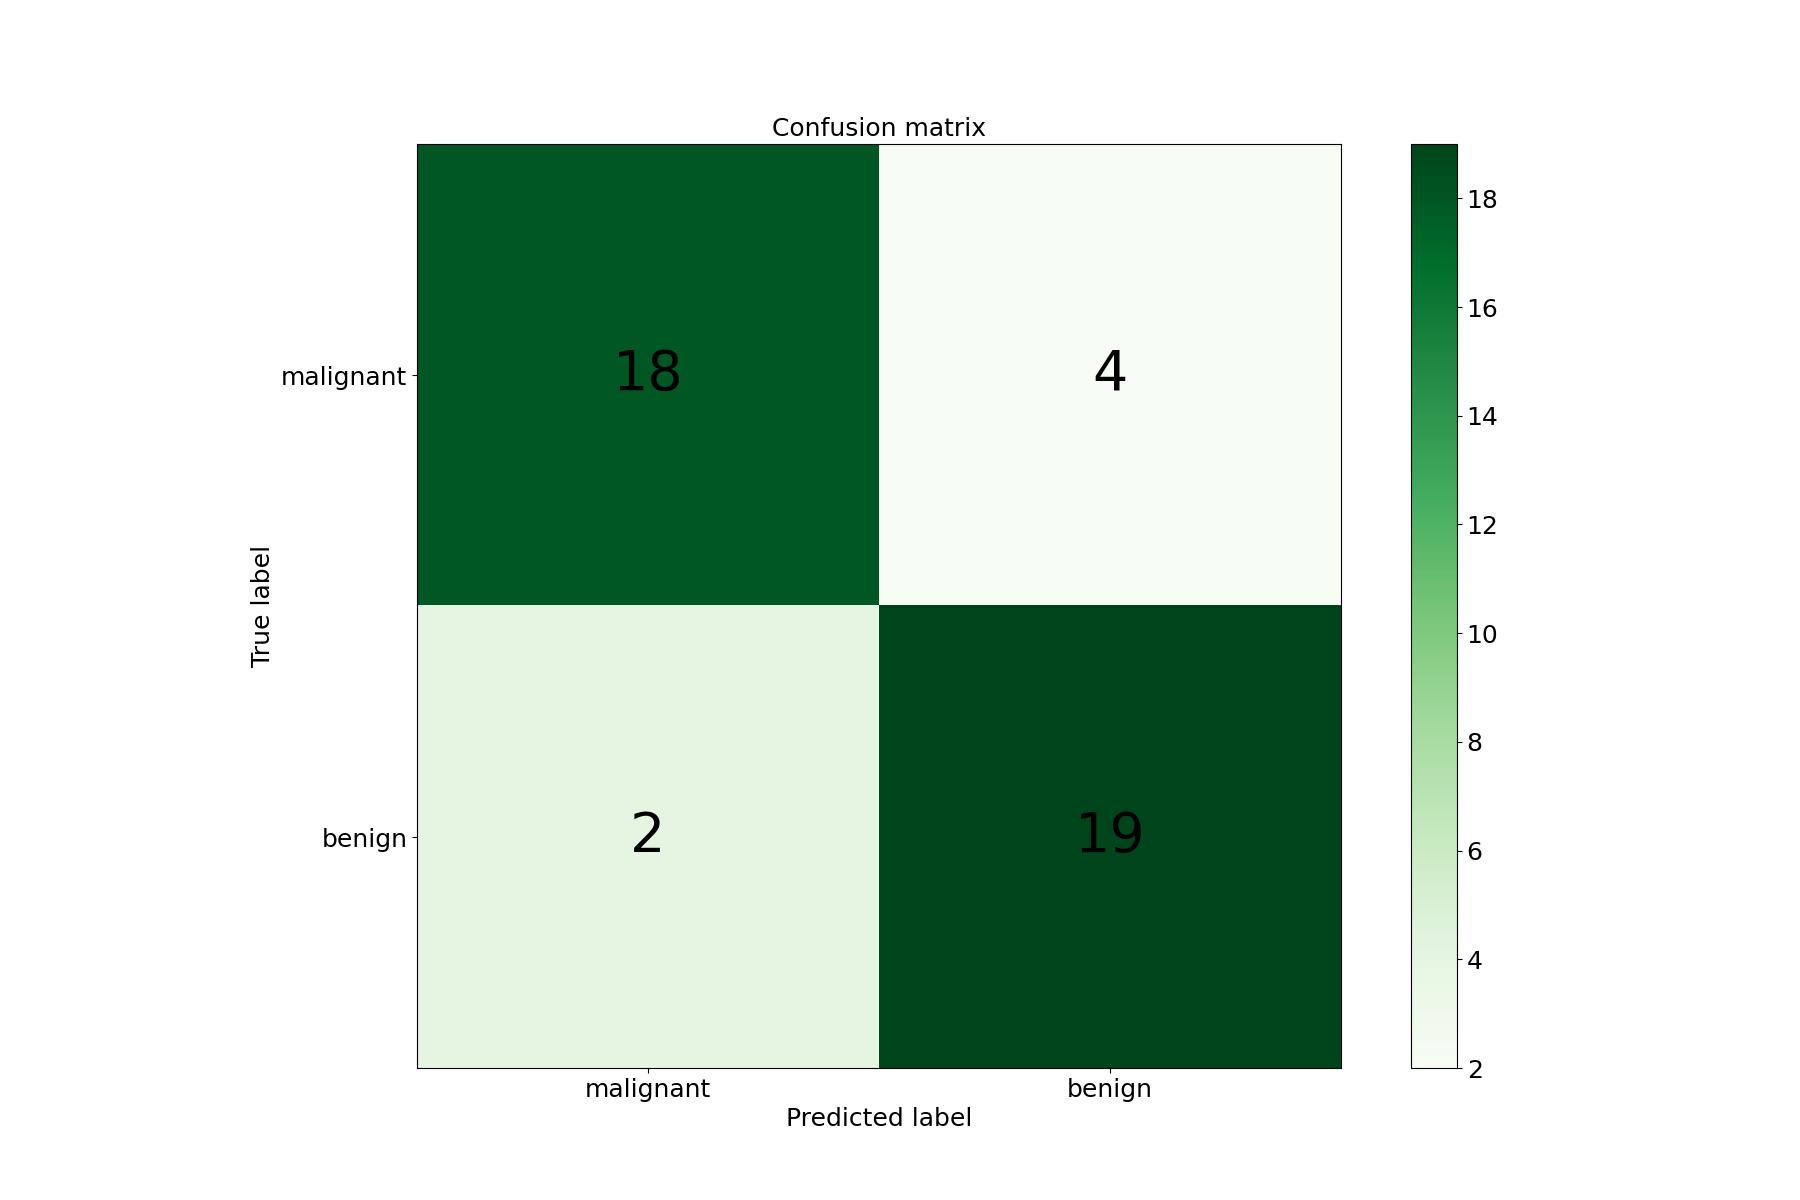 Confusion matrix
malignant
18
4
benign
2
19
True label
malignant
benign
Predicted label
18
16
14
12
10
8
6
4
2